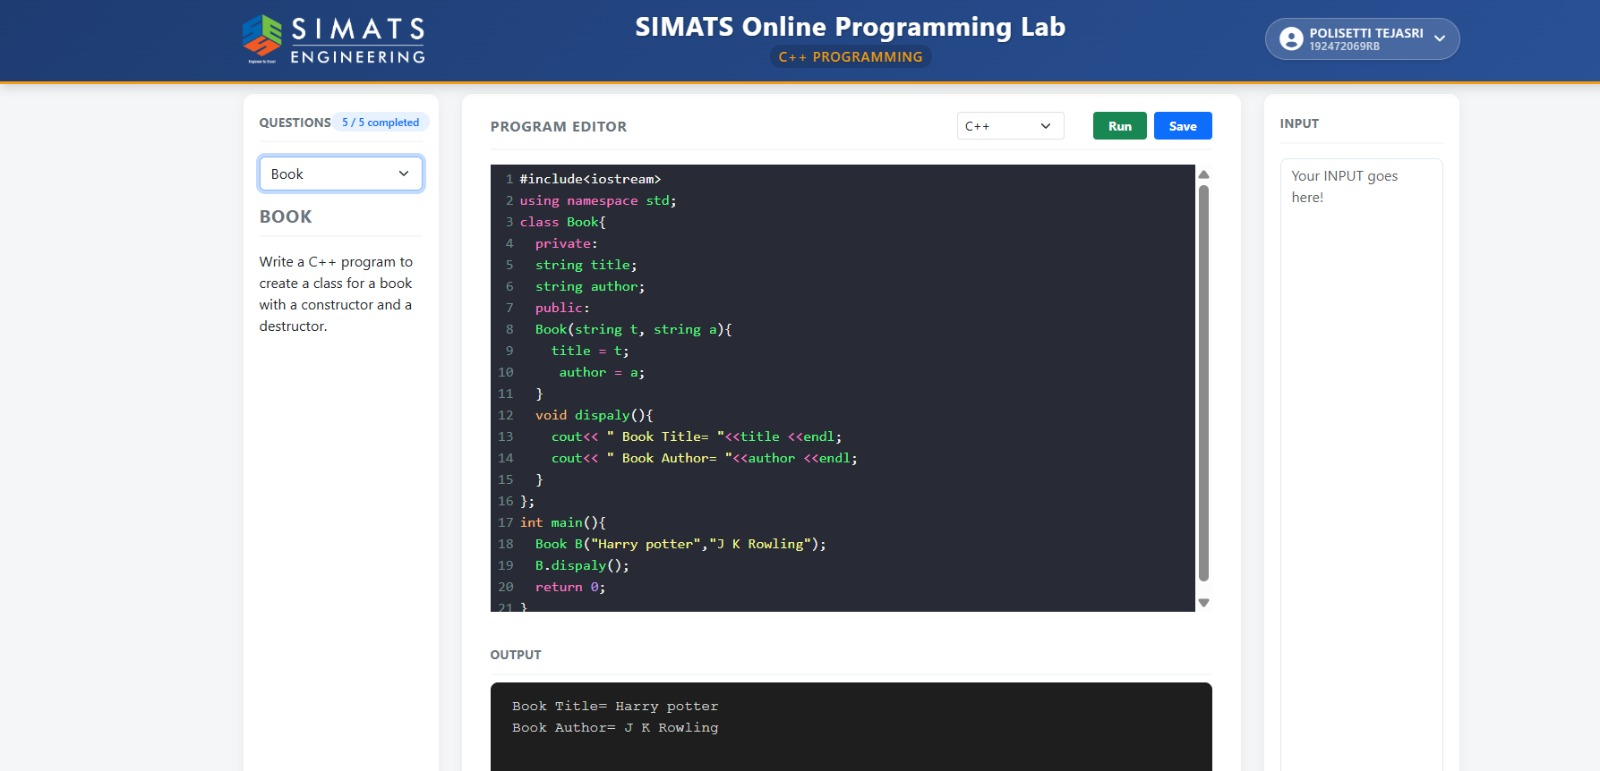 SIMATS
ENGINEERING
Engineer to Excel
SIMATS Online Programming Lab
C++ PROGRAMMING
POLISETTI TEJASRI
192472069RB
QUESTIONS 5 / 5 completed
Book
BOOK
Write a C++ program to
create a class for a book
with a constructor and a
destructor.
PROGRAM EDITOR C++ Run Save
1 #include<iostream>
2 using namespace std;
3 class Book{
4   private:
5   string title;
6   string author;
7   public:
8   Book(string t, string a){
9     title = t;
10      author = a;
11   }
12   void dispaly(){
13     cout<< " Book Title= "<<title <<endl;
14     cout<< " Book Author= "<<author <<endl;
15   }
16 };
17 int main(){
18   Book B("Harry potter","J K Rowling");
19   B.dispaly();
20   return 0;
21 }
OUTPUT
Book Title= Harry potter
Book Author= J K Rowling
INPUT
Your INPUT goes
here!